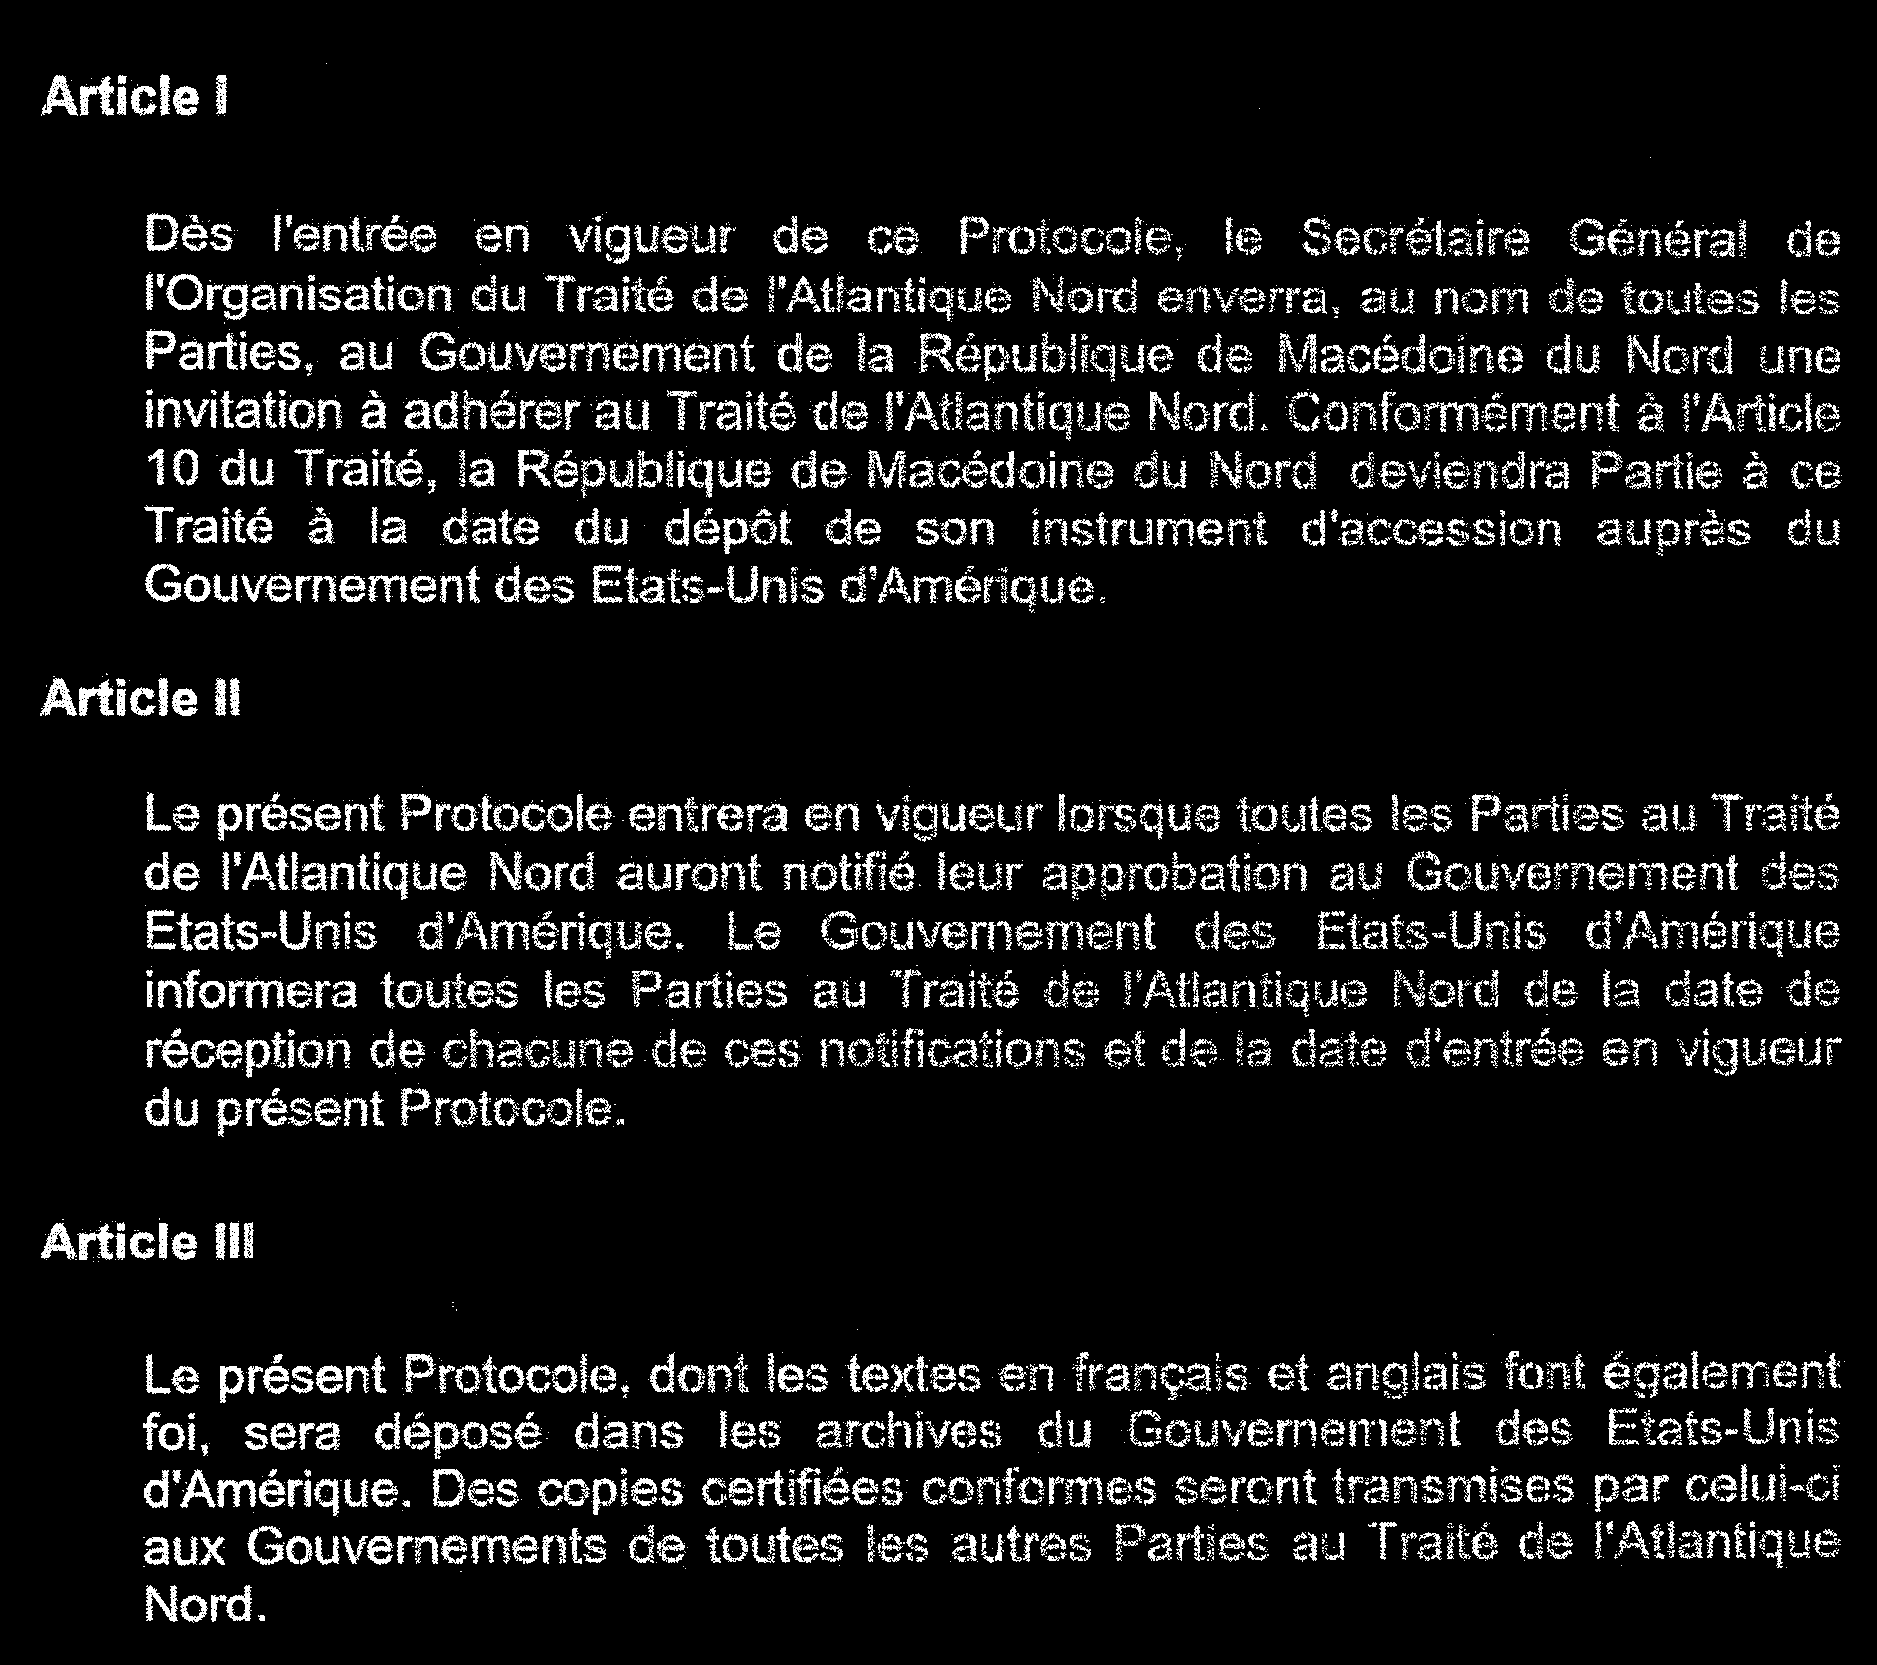 Article I
Dès l'entrée en vigueur de ce Protocole, le Secrétaire Général de
l'Organisation du Traité de l'Atlantique Nord enverra, au nom de toutes les
Parties, au Gouvernement de la République de Macédoine du Nord une
invitation à adhérer au Traité de l'Atlantique Nord. Conformément à l'Article
10 du Traité, la République de Macédoine du Nord deviendra Partie à ce
Traité à la date du dépôt de son instrument d'accession auprès du
Gouvernement des Etats-Unis d'Amérique.
Article II
Le présent Protocole entrera en vigueur lorsque toutes les Parties au Traité
de l'Atlantique Nord auront notifié leur approbation au Gouvernement des
Etats-Unis d'Amérique. Le Gouvernement des Etats-Unis d'Amérique
informera toutes les Parties au Traité de l'Atlantique Nord de la date de
réception de chacune de ces notifications et de la date d'entrée en vigueur
du présent Protocole.
Article III
Le présent Protocole, dont les textes en français et anglais font également
foi, sera déposé dans les archives du Gouvernement des Etats-Unis
d'Amérique. Des copies certifiées conformes seront transmises par celui-ci
aux Gouvernements de toutes les autres Parties au Traité de l'Atlantique
Nord.